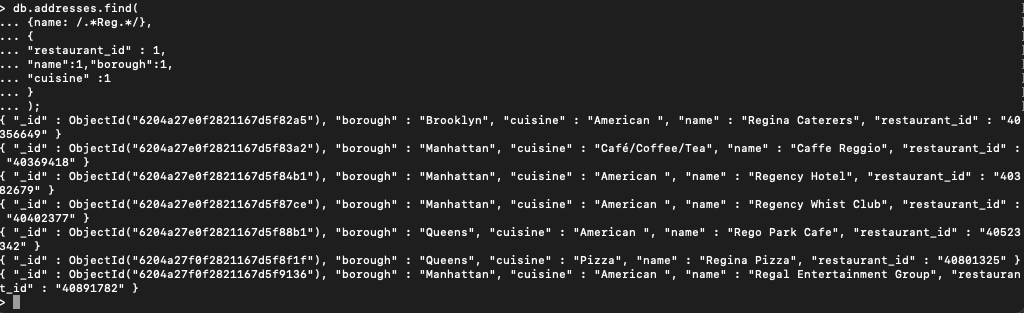 > db.addresses.find(
... {name: /.*Reg.*/},
... {
... "restaurant_id" : 1,
... "name":1,"borough":1,
... "cuisine" :1
... }
... );
{ "_id" : ObjectId("6204a27e0f2821167d5f82a5"), "borough" : "Brooklyn", "cuisine" : "American ", "name" : "Regina Caterers", "restaurant_id" : "40
356649" }
{ "_id" : ObjectId("6204a27e0f2821167d5f83a2"), "borough" : "Manhattan", "cuisine" : "Café/Coffee/Tea", "name" : "Caffe Reggio", "restaurant_id" :
 "40369418" }
{ "_id" : ObjectId("6204a27e0f2821167d5f84b1"), "borough" : "Manhattan", "cuisine" : "American ", "name" : "Regency Hotel", "restaurant_id" : "403
82679" }
{ "_id" : ObjectId("6204a27e0f2821167d5f87ce"), "borough" : "Manhattan", "cuisine" : "American ", "name" : "Regency Whist Club", "restaurant_id" :
 "40402377" }
{ "_id" : ObjectId("6204a27e0f2821167d5f88b1"), "borough" : "Queens", "cuisine" : "American ", "name" : "Rego Park Cafe", "restaurant_id" : "40523
342" }
{ "_id" : ObjectId("6204a27f0f2821167d5f8f1f"), "borough" : "Queens", "cuisine" : "Pizza", "name" : "Regina Pizza", "restaurant_id" : "40801325" }
{ "_id" : ObjectId("6204a27f0f2821167d5f9136"), "borough" : "Manhattan", "cuisine" : "American ", "name" : "Regal Entertainment Group", "restauran
t_id" : "40891782" }
>